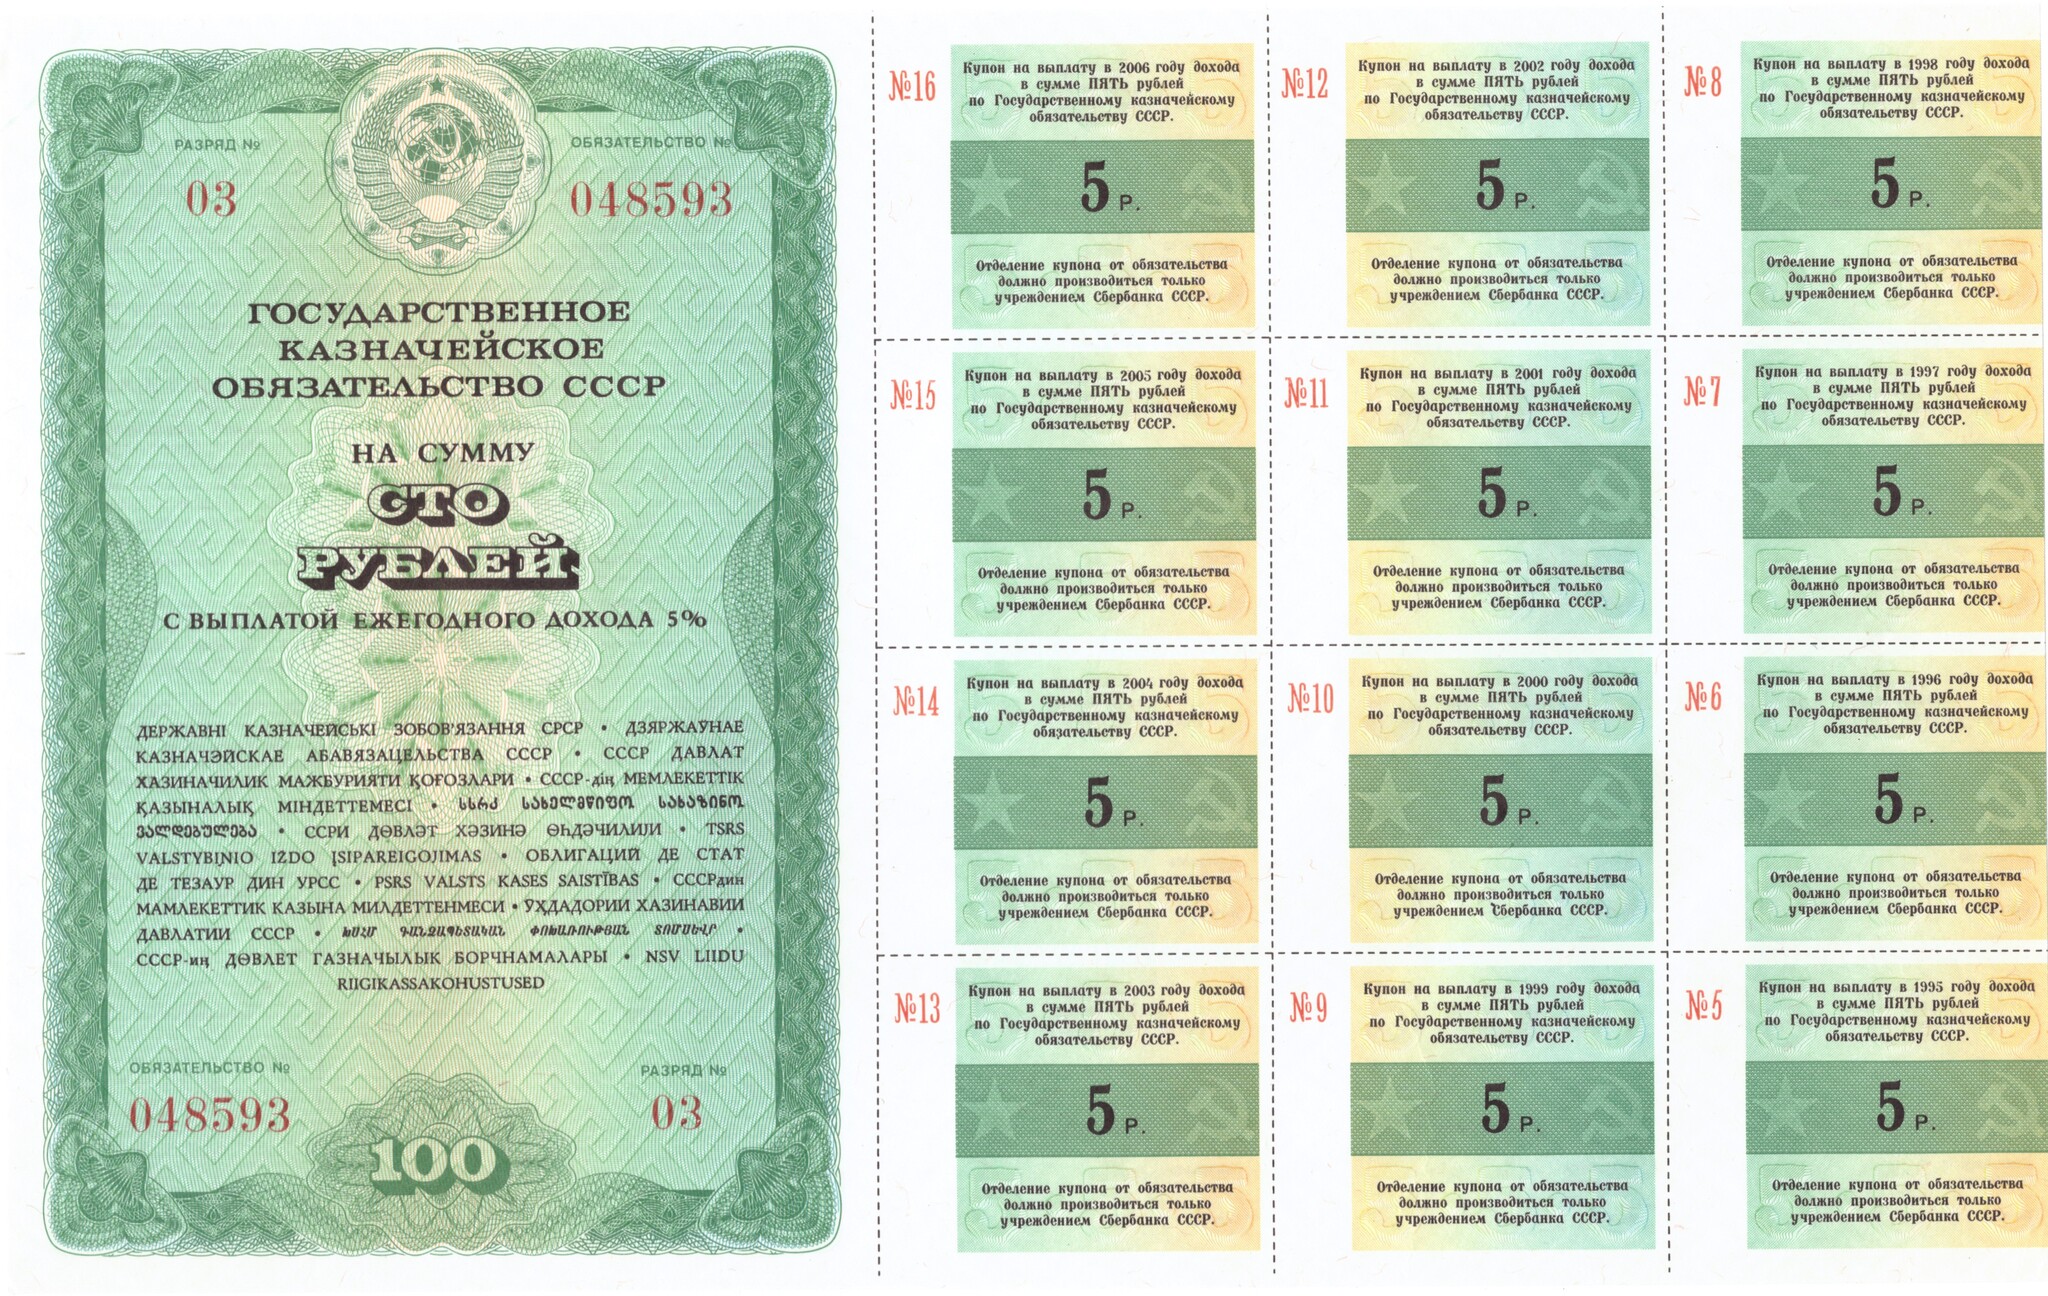 РАЗРЯД №
03
ОБЯЗАТЕЛЬСТВО №
048593
ГОСУДАРСТВЕННОЕ
КАЗНАЧЕЙСКОЕ
ОБЯЗАТЕЛЬСТВО СССР
НА СУММУ
СТО
РУБЛЕЙ
С ВЫПЛАТОЙ ЕЖЕГОДНОГО ДОХОДА 5%
ДЕРЖАВНІ КАЗНАЧЕЙСЬКІ ЗОБОВ'ЯЗАННЯ СРСР • ДЗЯРЖАЎНАЕ
КАЗНАЧЭЙСКАЕ АБАВЯЗАЦЕЛЬСТВА СССР • СССР ДАВЛАТ
ХАЗИНАЧИЛИК МАЖБУРИЯТИ ҚОҒОЗЛАРИ • СССР-дің МЕМЛЕКЕТТІК
ҚАЗЫНАЛЫҚ МІНДЕТТЕМЕСІ • სსრკ სახელმწიფო სახაზინო
ვალდებულება • ССРИ ДӨВЛӘТ ХӘЗИНӘ ӨҺДӘЧИЛИЈИ • TSRS
VALSTYBINIO IŽDO ĮSIPAREIGOJIMAS • ОБЛИГАЦИЙ ДЕ СТАТ
ДЕ ТЕЗАУР ДИН УРСС • PSRS VALSTS KASES SAISTĪBAS • СССРдин
МАМЛЕКЕТТИК КАЗЫНА МИЛДЕТТЕНМЕСИ • ӮҲДАДОРИИ ХАЗИНАВИИ
ДАВЛАТИИ СССР • ԽՍՀՄ ԳԱՆՁԱՊԵՏԱԿԱՆ ՓՈԽԱՌՈՒԹՅԱՆ ՏՈՄՍԵՐ •
СССР-иң ДӨВЛЕТ ГАЗНАЧЫЛЫК БОРЧНАМАЛАРЫ • NSV LIIDU
RIIGIKASSAKOHUSTUSED
ОБЯЗАТЕЛЬСТВО №
048593
РАЗРЯД №
03
100
№16
Купон на выплату в 2006 году дохода
в сумме ПЯТЬ рублей
по Государственному казначейскому
обязательству СССР.
5 Р.
Отделение купона от обязательства
должно производиться только
учреждением Сбербанка СССР.
№12
Купон на выплату в 2002 году дохода
в сумме ПЯТЬ рублей
по Государственному казначейскому
обязательству СССР.
5 Р.
Отделение купона от обязательства
должно производиться только
учреждением Сбербанка СССР.
№8
Купон на выплату в 1998 году дохода
в сумме ПЯТЬ рублей
по Государственному казначейскому
обязательству СССР.
5 Р.
Отделение купона от обязательства
должно производиться только
учреждением Сбербанка СССР.
№15
Купон на выплату в 2005 году дохода
в сумме ПЯТЬ рублей
по Государственному казначейскому
обязательству СССР.
5 Р.
Отделение купона от обязательства
должно производиться только
учреждением Сбербанка СССР.
№11
Купон на выплату в 2001 году дохода
в сумме ПЯТЬ рублей
по Государственному казначейскому
обязательству СССР.
5 Р.
Отделение купона от обязательства
должно производиться только
учреждением Сбербанка СССР.
№7
Купон на выплату в 1997 году дохода
в сумме ПЯТЬ рублей
по Государственному казначейскому
обязательству СССР.
5 Р.
Отделение купона от обязательства
должно производиться только
учреждением Сбербанка СССР.
№14
Купон на выплату в 2004 году дохода
в сумме ПЯТЬ рублей
по Государственному казначейскому
обязательству СССР.
5 Р.
Отделение купона от обязательства
должно производиться только
учреждением Сбербанка СССР.
№10
Купон на выплату в 2000 году дохода
в сумме ПЯТЬ рублей
по Государственному казначейскому
обязательству СССР.
5 Р.
Отделение купона от обязательства
должно производиться только
учреждением Сбербанка СССР.
№6
Купон на выплату в 1996 году дохода
в сумме ПЯТЬ рублей
по Государственному казначейскому
обязательству СССР.
5 Р.
Отделение купона от обязательства
должно производиться только
учреждением Сбербанка СССР.
№13
Купон на выплату в 2003 году дохода
в сумме ПЯТЬ рублей
по Государственному казначейскому
обязательству СССР.
5 Р.
Отделение купона от обязательства
должно производиться только
учреждением Сбербанка СССР.
№9
Купон на выплату в 1999 году дохода
в сумме ПЯТЬ рублей
по Государственному казначейскому
обязательству СССР.
5 Р.
Отделение купона от обязательства
должно производиться только
учреждением Сбербанка СССР.
№5
Купон на выплату в 1995 году дохода
в сумме ПЯТЬ рублей
по Государственному казначейскому
обязательству СССР.
5 Р.
Отделение купона от обязательства
должно производиться только
учреждением Сбербанка СССР.